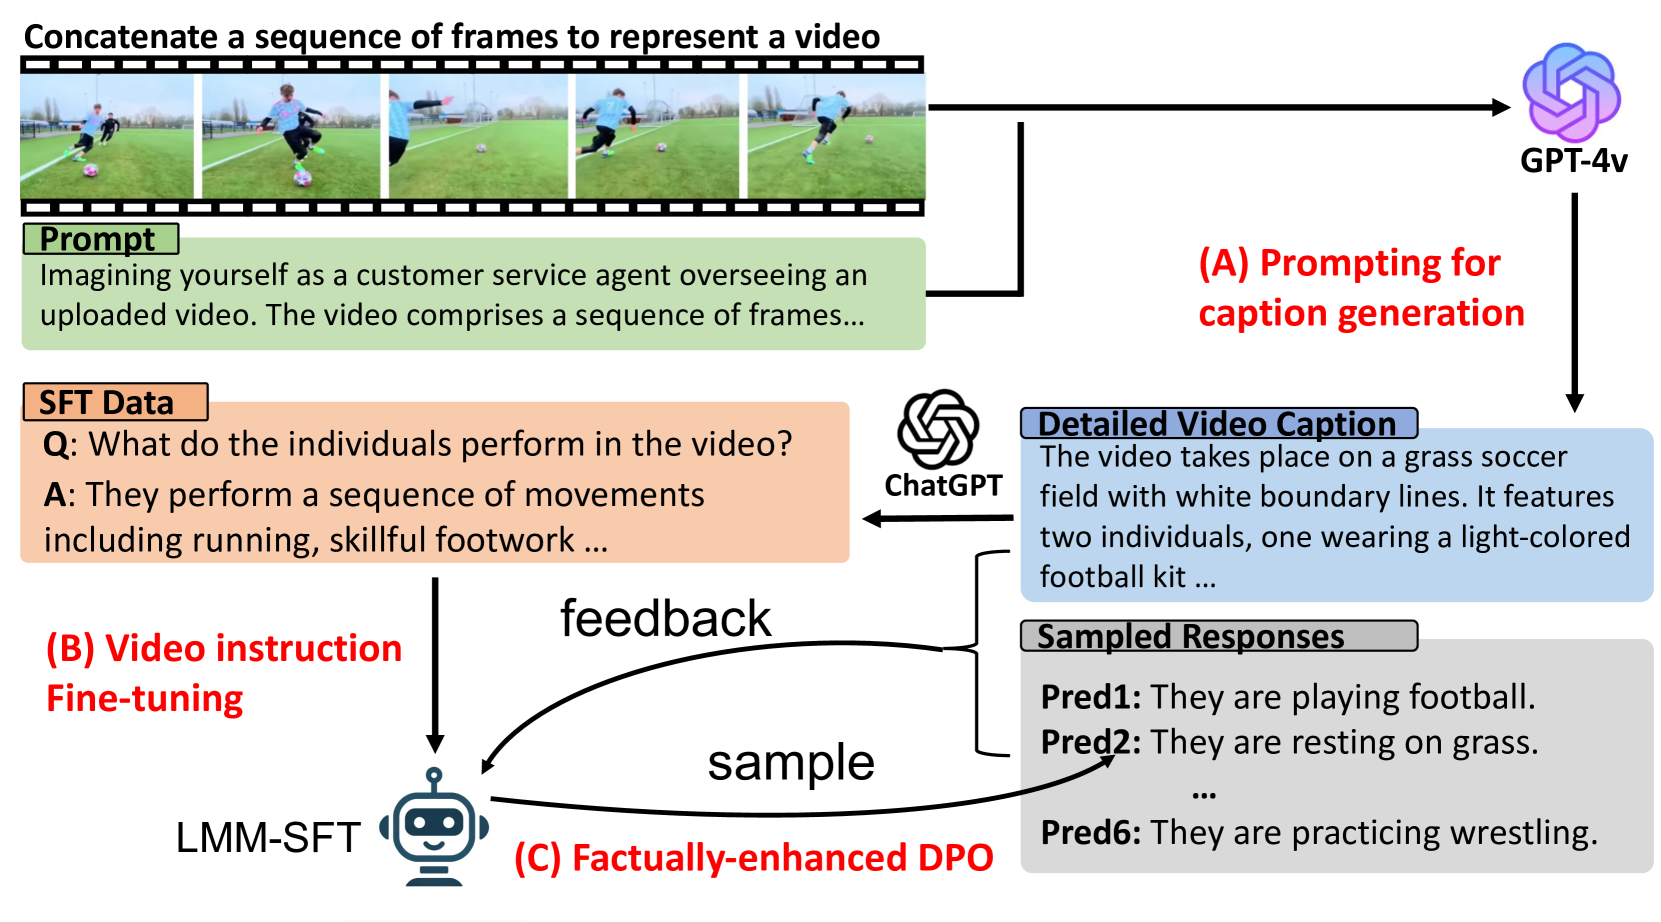 Concatenate a sequence of frames to represent a video
GPT-4v
Prompt
Imagining yourself as a customer service agent overseeing an
uploaded video. The video comprises a sequence of frames...
(A) Prompting for
caption generation
SFT Data
Q: What do the individuals perform in the video?
A: They perform a sequence of movements
including running, skillful footwork ...
ChatGPT
Detailed Video Caption
The video takes place on a grass soccer
field with white boundary lines. It features
two individuals, one wearing a light-colored
football kit ...
feedback
(B) Video instruction
Fine-tuning
Sampled Responses
Pred1: They are playing football.
Pred2: They are resting on grass.
...
Pred6: They are practicing wrestling.
sample
LMM-SFT
(C) Factually-enhanced DPO